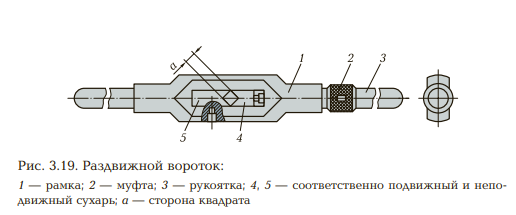 a
1
2
3
5
4
Рис. 3.19. Раздвижной вороток:
1 — рамка; 2 — муфта; 3 — рукоятка; 4, 5 — соответственно подвижный и непо-
движный сухарь; a — сторона квадрата